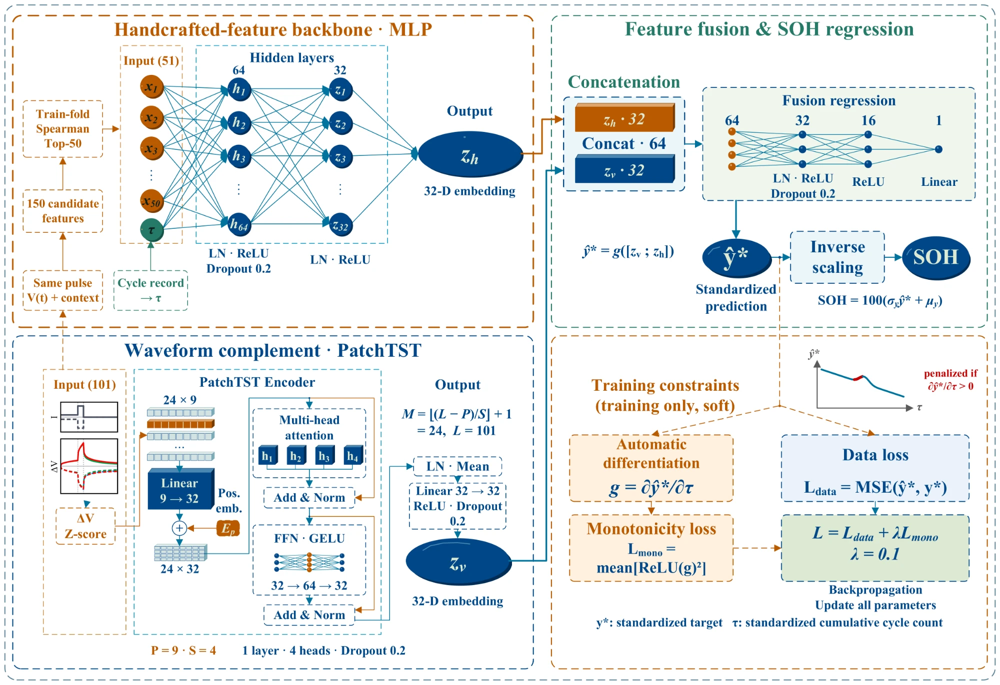 Handcrafted-feature backbone · MLP
Input (51)
Hidden layers
64
32
x1
x2
x3
⋮
x50
τ
h1
h2
h3
⋮
h64
z1
z2
z3
⋮
z32
LN · ReLU
Dropout 0.2
LN · ReLU
Train-fold
Spearman
Top-50
150 candidate
features
Same pulse
V(t) + context
Cycle record
→ τ
Output
zh
32-D embedding
Feature fusion & SOH regression
Concatenation
zh · 32
Concat · 64
zv · 32
Fusion regression
64
32
16
1
LN · ReLU
Dropout 0.2
ReLU
Linear
ŷ* = g([zv ; zh])
ŷ*
Standardized
prediction
Inverse
scaling
SOH
SOH = 100(σyŷ* + μy)
Waveform complement · PatchTST
Input (101)
I
ΔV
ΔV
Z-score
PatchTST Encoder
24 × 9
...
Linear
9 → 32
Pos.
emb.
+
Ep
24 × 32
Multi-head
attention
h1
h2
h3
h4
Add & Norm
FFN · GELU
32 → 64 → 32
Add & Norm
Output
M = ⌊(L − P)/S⌋ + 1
= 24, L = 101
LN · Mean
Linear 32 → 32
ReLU · Dropout
0.2
zv
32-D embedding
P = 9 · S = 4
1 layer · 4 heads · Dropout 0.2
Training constraints
(training only, soft)
ŷ*
τ
penalized if
∂ŷ*/∂τ > 0
Automatic
differentiation
g = ∂ŷ*/∂τ
Monotonicity loss
Lmono =
mean[ReLU(g)²]
Data loss
Ldata = MSE(ŷ*, y*)
L = Ldata + λLmono
λ = 0.1
Backpropagation
Update all parameters
y*: standardized target τ: standardized cumulative cycle count